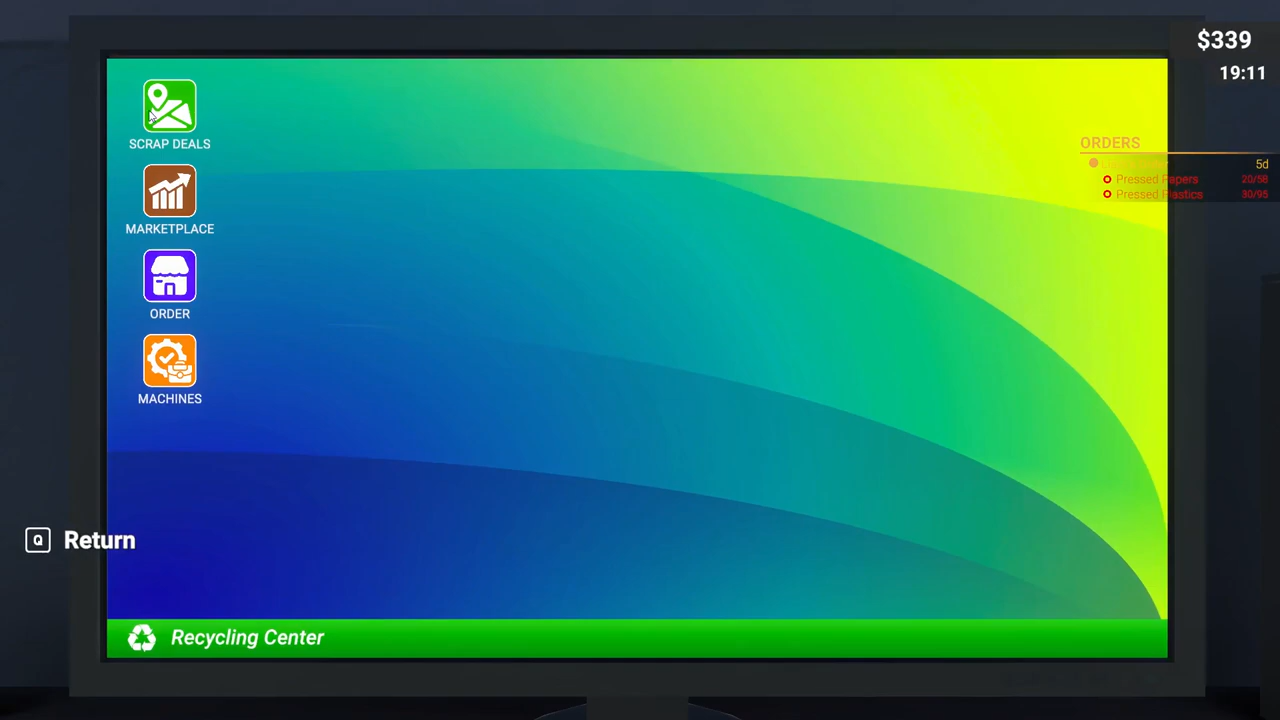 $339
19:11
SCRAP DEALS
MARKETPLACE
ORDER
MACHINES
ORDERS
5d
Pressed Papers 20/58
Pressed Plastics 30/95
Q Return
Recycling Center